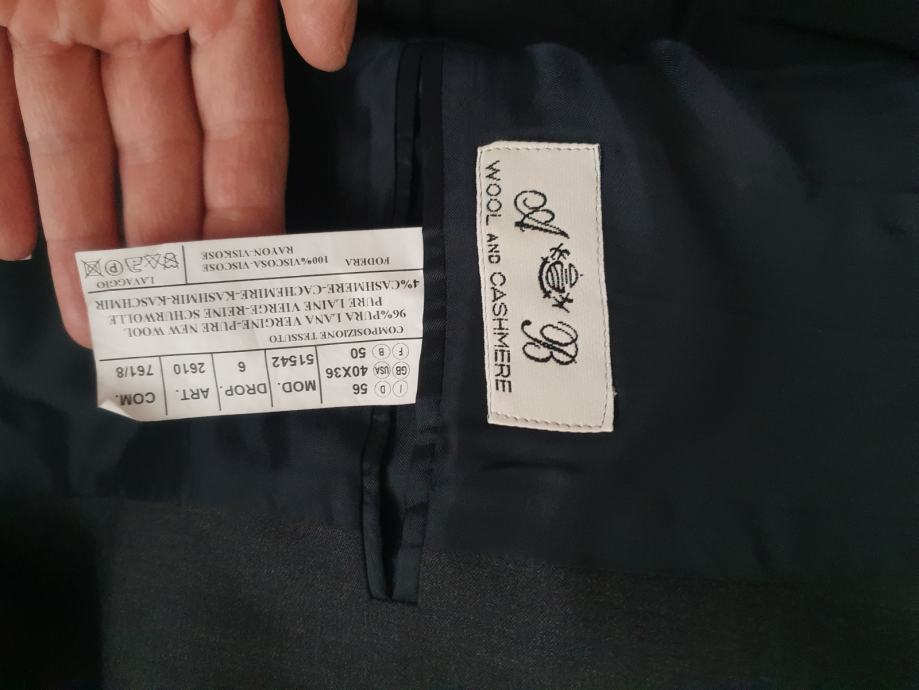 I D 56
GB USA 40X36
F B 50
MOD.
51542
DROP.
6
ART.
2610
COM.
761/8
COMPOSIZIONE TESSUTO
96%PURA LANA VERGINE-PURE NEW WOOL
PURE LAINE VIERGE-REINE SCHURWOLLE
4%CASHMERE-CACHEMIRE-KASHMIR-KASCHMIR
FODERA 100%VISCOSA-VISCOSE
RAYON-VISKOSE
LAVAGGIO
P
A B
WOOL AND CASHMERE